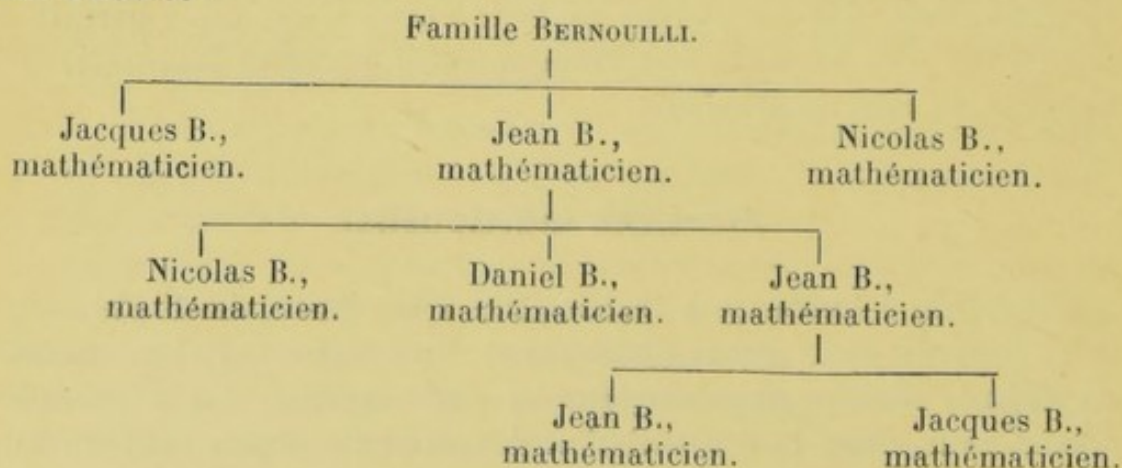 Famille BERNOUILLI.
Jacques B., Jean B., Nicolas B.,
mathématicien. mathématicien. mathématicien.
Nicolas B., Daniel B., Jean B.,
mathématicien. mathématicien. mathématicien.
Jean B., Jacques B.,
mathématicien. mathématicien.